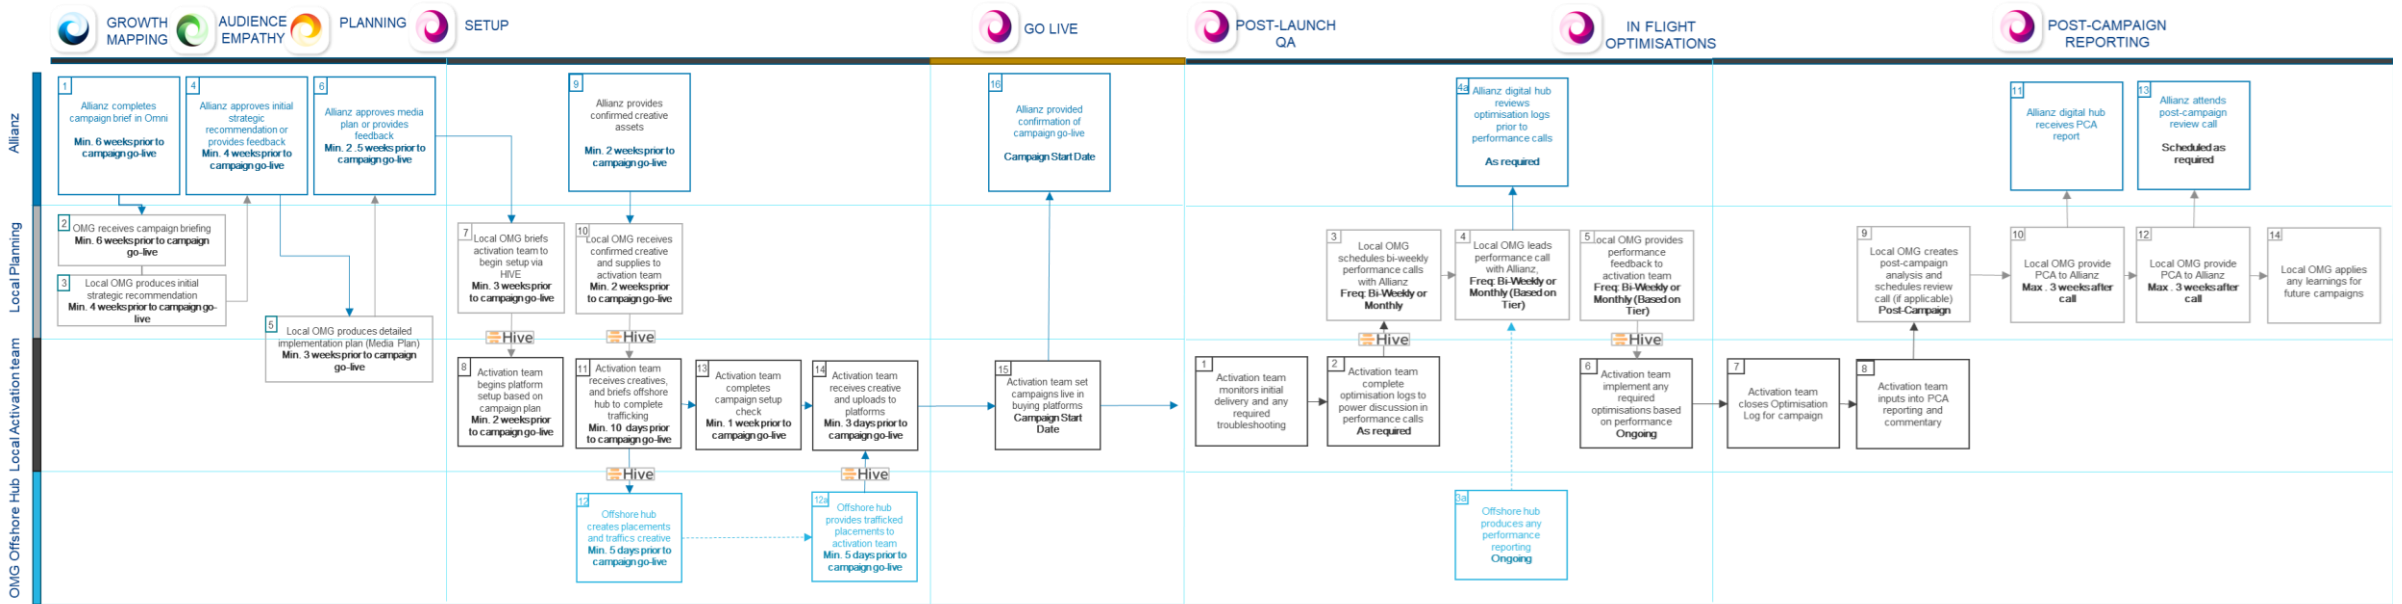 GROWTH
MAPPING
AUDIENCE
EMPATHY
PLANNING
SETUP
GO LIVE
POST-LAUNCH
QA
IN FLIGHT
OPTIMISATIONS
POST-CAMPAIGN
REPORTING
Allianz
1
Allianz completes
campaign brief in Omni
Min. 6 weeks prior to
campaign go-live
4
Allianz approves initial
strategic
recommendation or
provides feedback
Min. 4 weeks prior to
campaign go-live
6
Allianz approves media
plan or provides
feedback
Min. 2 .5 weeks prior to
campaign go-live
9
Allianz provides
confirmed creative
assets
Min. 2 weeks prior to
campaign go-live
16
Allianz provided
confirmation of
campaign go-live
Campaign Start Date
4a
Allianz digital hub
reviews
optimisation logs
prior to
performance calls
As required
11
Allianz digital hub
receives PCA
report
13
Allianz attends
post-campaign
review call
Scheduled as
required
Local Planning
2
OMG receives campaign briefing
Min. 6 weeks prior to campaign
go-live
3
Local OMG produces initial
strategic recommendation
Min. 4 weeks prior to campaign go-
live
5
Local OMG produces detailed
implementation plan (Media Plan)
Min. 3 weeks prior to campaign
go-live
7
Local OMG briefs
activation team to
begin setup via
HIVE
Min. 3 weeks prior
to campaign go-live
10
Local OMG receives
confirmed creative
and supplies to
activation team
Min. 2 weeks prior
to campaign go-live
3
Local OMG
schedules bi-weekly
performance calls
with Allianz
Freq: Bi-Weekly or
Monthly
4
Local OMG leads
performance call
with Allianz,
Freq: Bi-Weekly or
Monthly (Based on
Tier)
5
Local OMG provides
performance
feedback to
activation team
Freq: Bi-Weekly or
Monthly (Based on
Tier)
9
Local OMG creates
post-campaign
analysis and
schedules review
call (if applicable)
Post-Campaign
10
Local OMG provide
PCA to Allianz
Max . 3 weeks after
call
12
Local OMG provide
PCA to Allianz
Max . 3 weeks after
call
14
Local OMG applies
any learnings for
future campaigns
Hive
Hive
Hive
Hive
Local Activation team
8
Activation team
begins platform
setup based on
campaign plan
Min. 2 weeks prior
to campaign go-live
11
Activation team
receives creatives,
and briefs offshore
hub to complete
trafficking
Min. 10 days prior
to campaign go-live
13
Activation team
completes
campaign setup
check
Min. 1 week prior to
campaign go-live
14
Activation team
receives creative
and uploads to
platforms
Min. 3 days prior to
campaign go-live
15
Activation team set
campaigns live in
buying platforms
Campaign Start
Date
1
Activation team
monitors initial
delivery and any
required
troubleshooting
2
Activation team
complete
optimisation logs to
power discussion in
performance calls
As required
6
Activation team
implement any
required
optimisations based
on performance
Ongoing
7
Activation team
closes Optimisation
Log for campaign
8
Activation team
inputs into PCA
reporting and
commentary
Hive
Hive
OMG Offshore Hub
12
Offshore hub
creates placements
and traffics creative
Min. 5 days prior to
campaign go-live
12a
Offshore hub
provides trafficked
placements to
activation team
Min. 5 days prior to
campaign go-live
3a
Offshore hub
produces any
performance
reporting
Ongoing